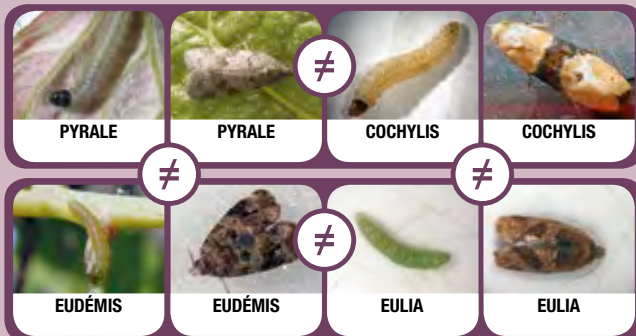 PYRALE PYRALE ≠ COCHYLIS COCHYLIS
≠ ≠
EUDÉMIS EUDÉMIS ≠ EULIA EULIA